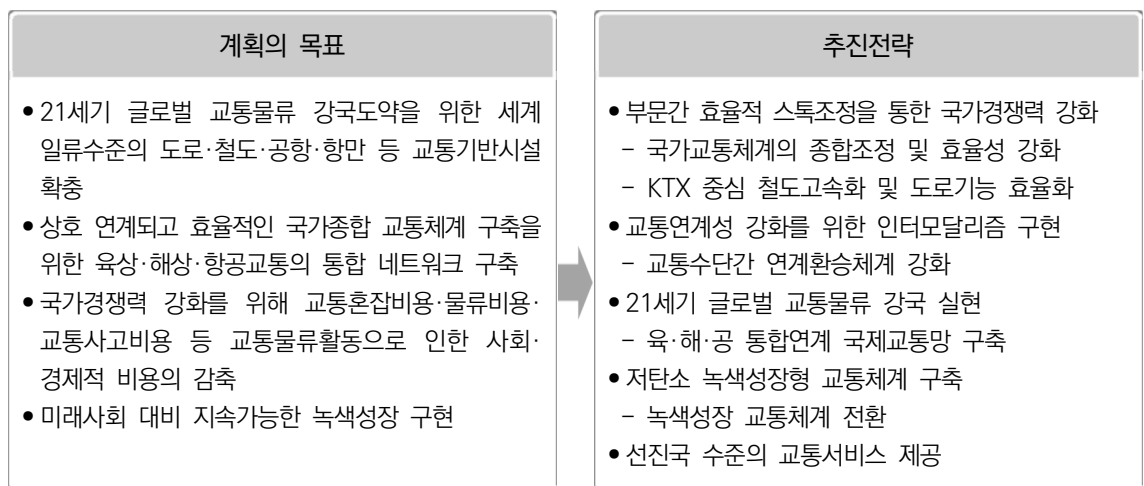 계획의 목표
• 21세기 글로벌 교통물류 강국도약을 위한 세계
일류수준의 도로·철도·공항·항만 등 교통기반시설
확충
• 상호 연계되고 효율적인 국가종합 교통체계 구축을
위한 육상·해상·항공교통의 통합 네트워크 구축
• 국가경쟁력 강화를 위해 교통혼잡비용·물류비용·
교통사고비용 등 교통물류활동으로 인한 사회·
경제적 비용의 감축
• 미래사회 대비 지속가능한 녹색성장 구현
추진전략
• 부문간 효율적 스톡조정을 통한 국가경쟁력 강화
- 국가교통체계의 종합조정 및 효율성 강화
- KTX 중심 철도고속화 및 도로기능 효율화
• 교통연계성 강화를 위한 인터모달리즘 구현
- 교통수단간 연계환승체계 강화
• 21세기 글로벌 교통물류 강국 실현
- 육·해·공 통합연계 국제교통망 구축
• 저탄소 녹색성장형 교통체계 구축
- 녹색성장 교통체계 전환
• 선진국 수준의 교통서비스 제공